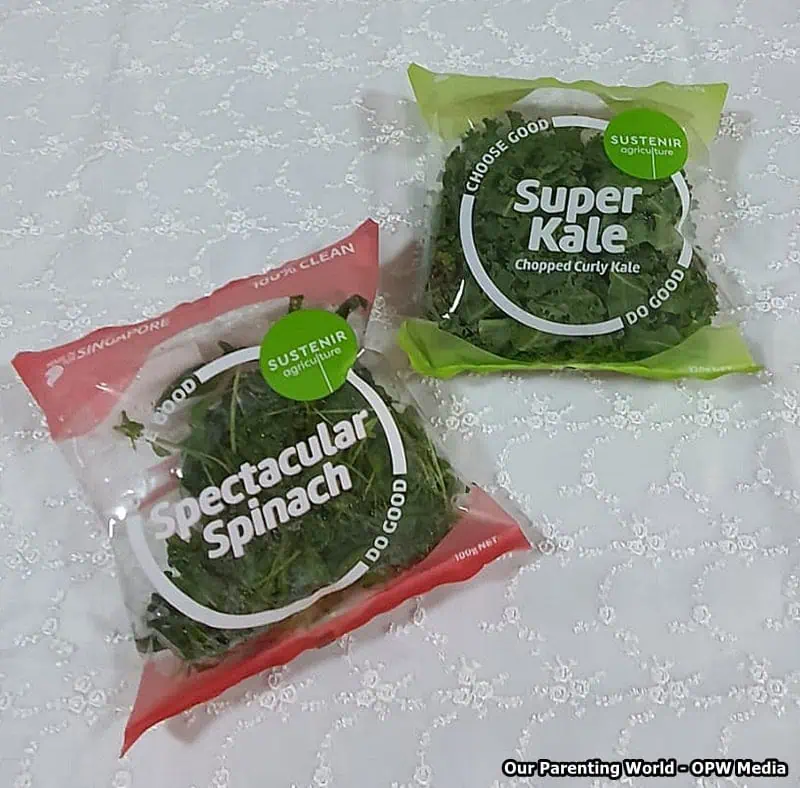 CHOOSE GOOD
SUSTENIR
agriculture
Super
Kale
Chopped Curly Kale
DO GOOD
100% CLEAN
SINGAPORE
SUSTENIR
agriculture
GOOD
Spectacular
Spinach
DO GOOD
100g NET
Our Parenting World - OPW Media